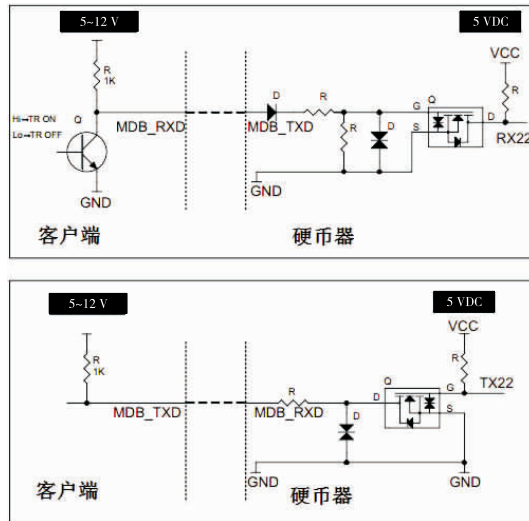 5~12 V
5 VDC
VCC
R
1K
R
Hi→TR ON
Q
Lo→TR OFF
MDB_RXD
D
R
MDB_TXD
R
D
G
Q
S
D
RX22
GND
GND
客户端
硬币器
5~12 V
5 VDC
VCC
R
1K
R
MDB_TXD
R
MDB_RXD
D
D
Q
G
TX22
S
GND
GND
客户端
硬币器